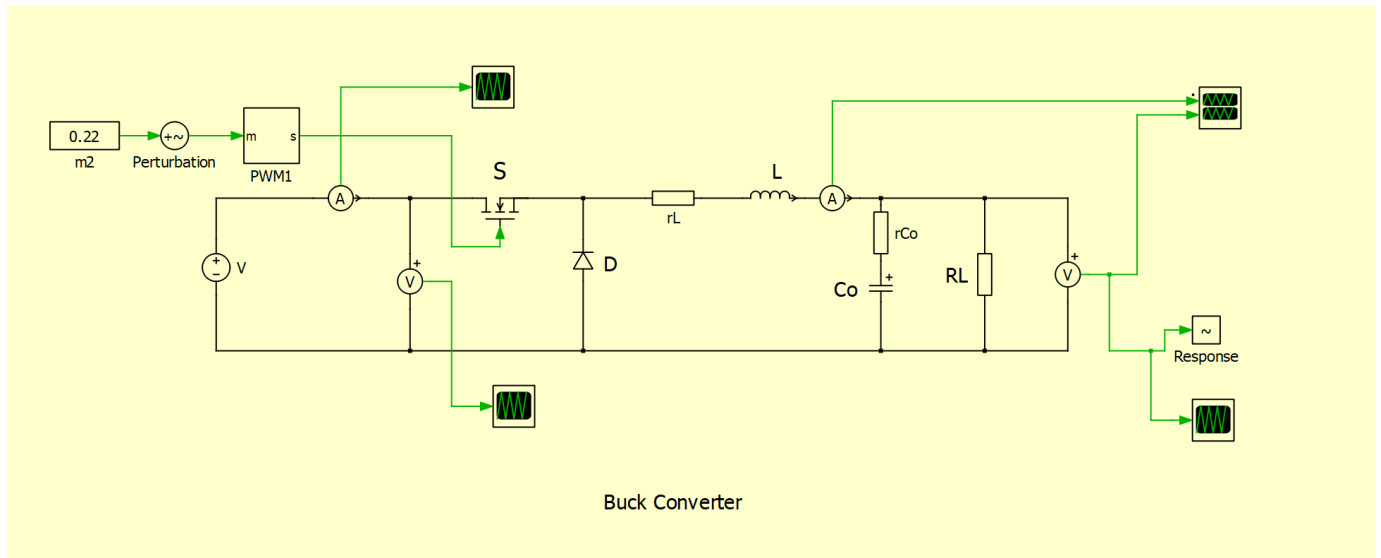 0.22
m2
+~
Perturbation
m
s
PWM1
A
S
L
A
rL
rCo
V
+
V
D
Co
+
RL
+
V
~
Response
Buck Converter